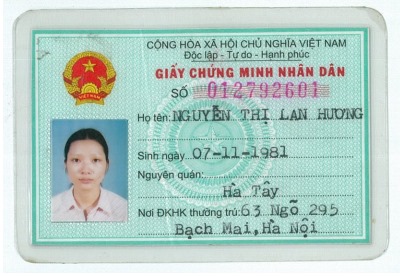 CỘNG HÒA XÃ HỘI CHỦ NGHĨA VIỆT NAM
Độc lập - Tự do - Hạnh phúc
GIẤY CHỨNG MINH NHÂN DÂN
SỐ 012792601
Họ tên: NGUYỄN THỊ LAN HƯƠNG
Sinh ngày 07-11-1981
Nguyên quán:
Hà Tây
Nơi ĐKHK thường trú: 63 Ngõ 295
Bạch Mai, Hà Nội
VIỆT NAM